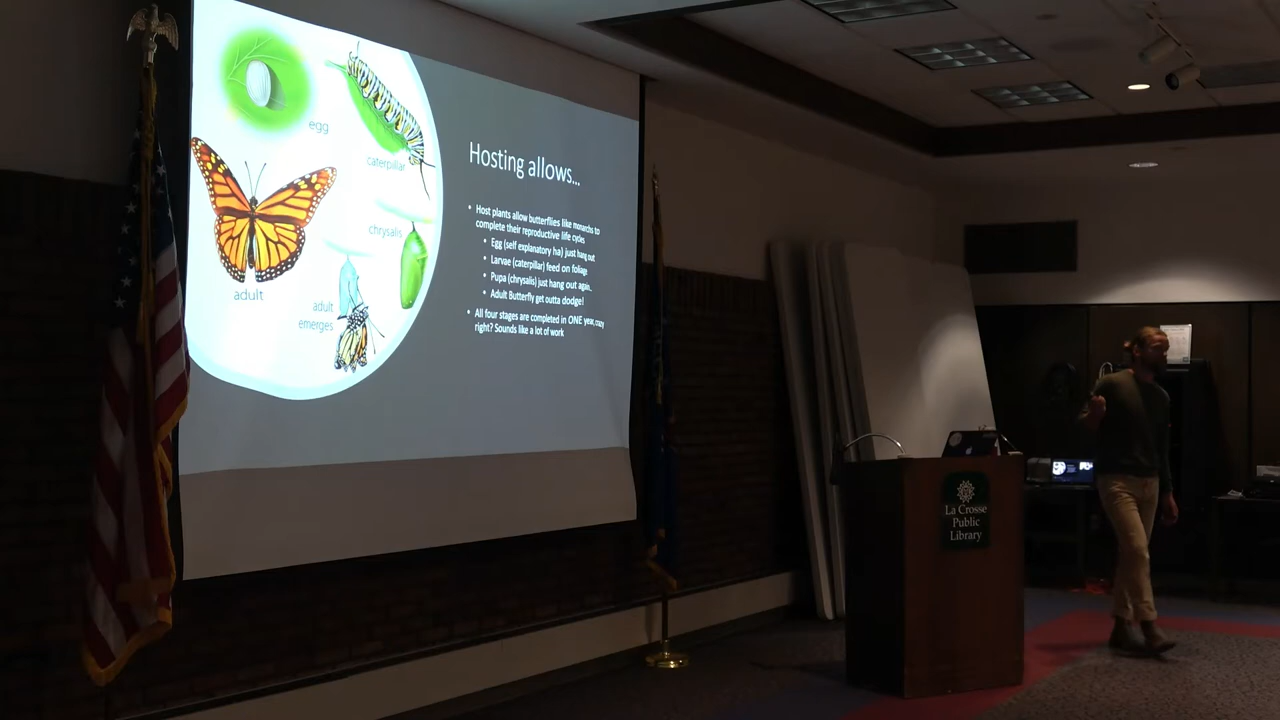 egg
caterpillar
chrysalis
adult
adult
emerges
Hosting allows...
• Host plants allow butterflies like monarchs to
complete their reproductive life cycles
• Egg (self explanatory ha) just hang out
• Larvae (caterpillar) feed on foliage
• Pupa (chrysalis) just hang out again,
• Adult Butterfly get outta dodge!
• All four stages are completed in ONE year, crazy
right? Sounds like a lot of work
La Crosse
Public
Library